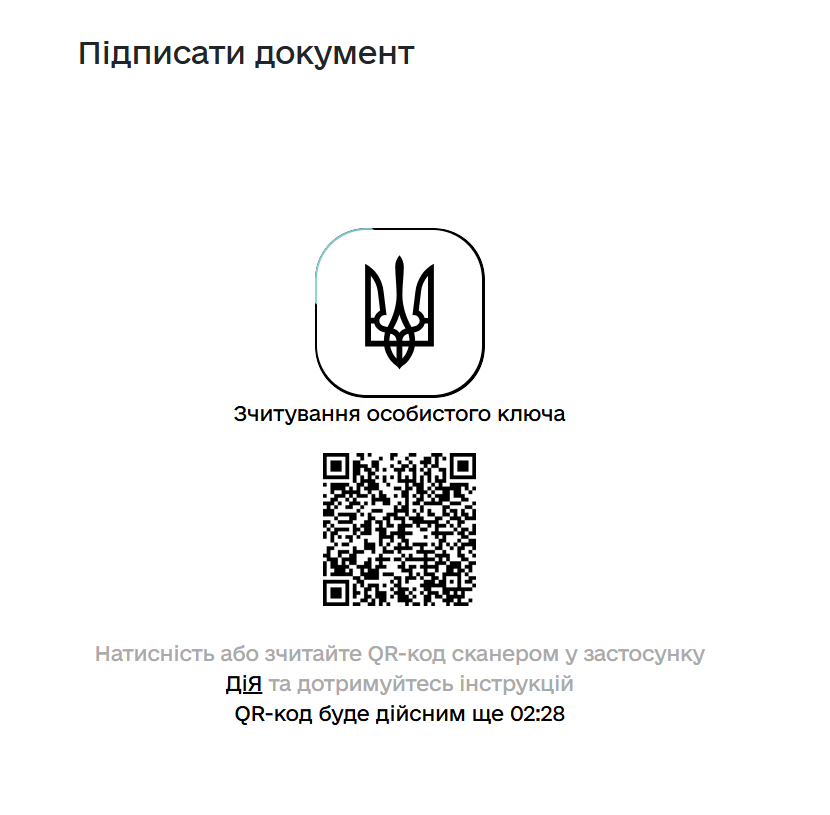 Підписати документ
Зчитування особистого ключа
Натисність або зчитайте QR-код сканером у застосунку
ДіЯ та дотримуйтесь інструкцій
QR-код буде дійсним ще 02:28